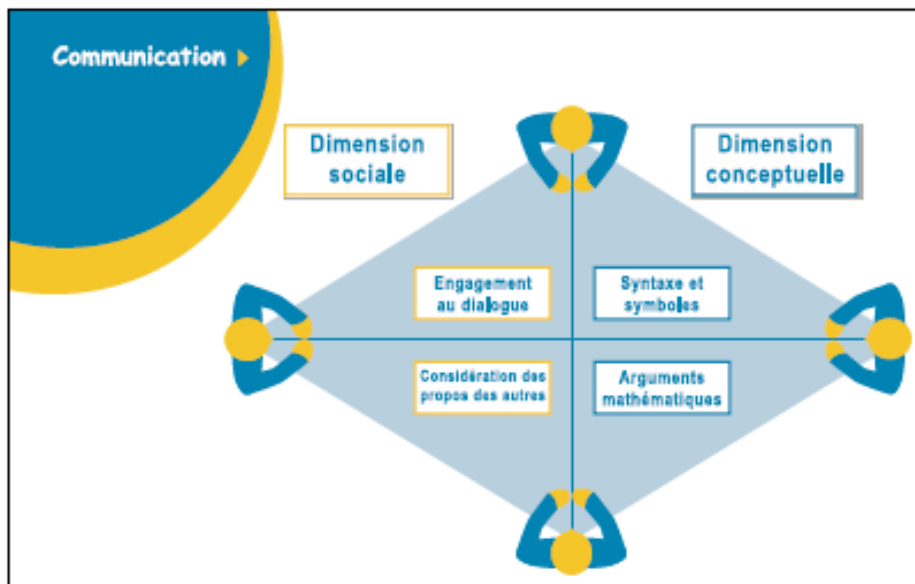 Communication
Dimension
sociale
Dimension
conceptuelle
Engagement
au dialogue
Syntaxe et
symboles
Considération des
propos des autres
Arguments
mathématiques